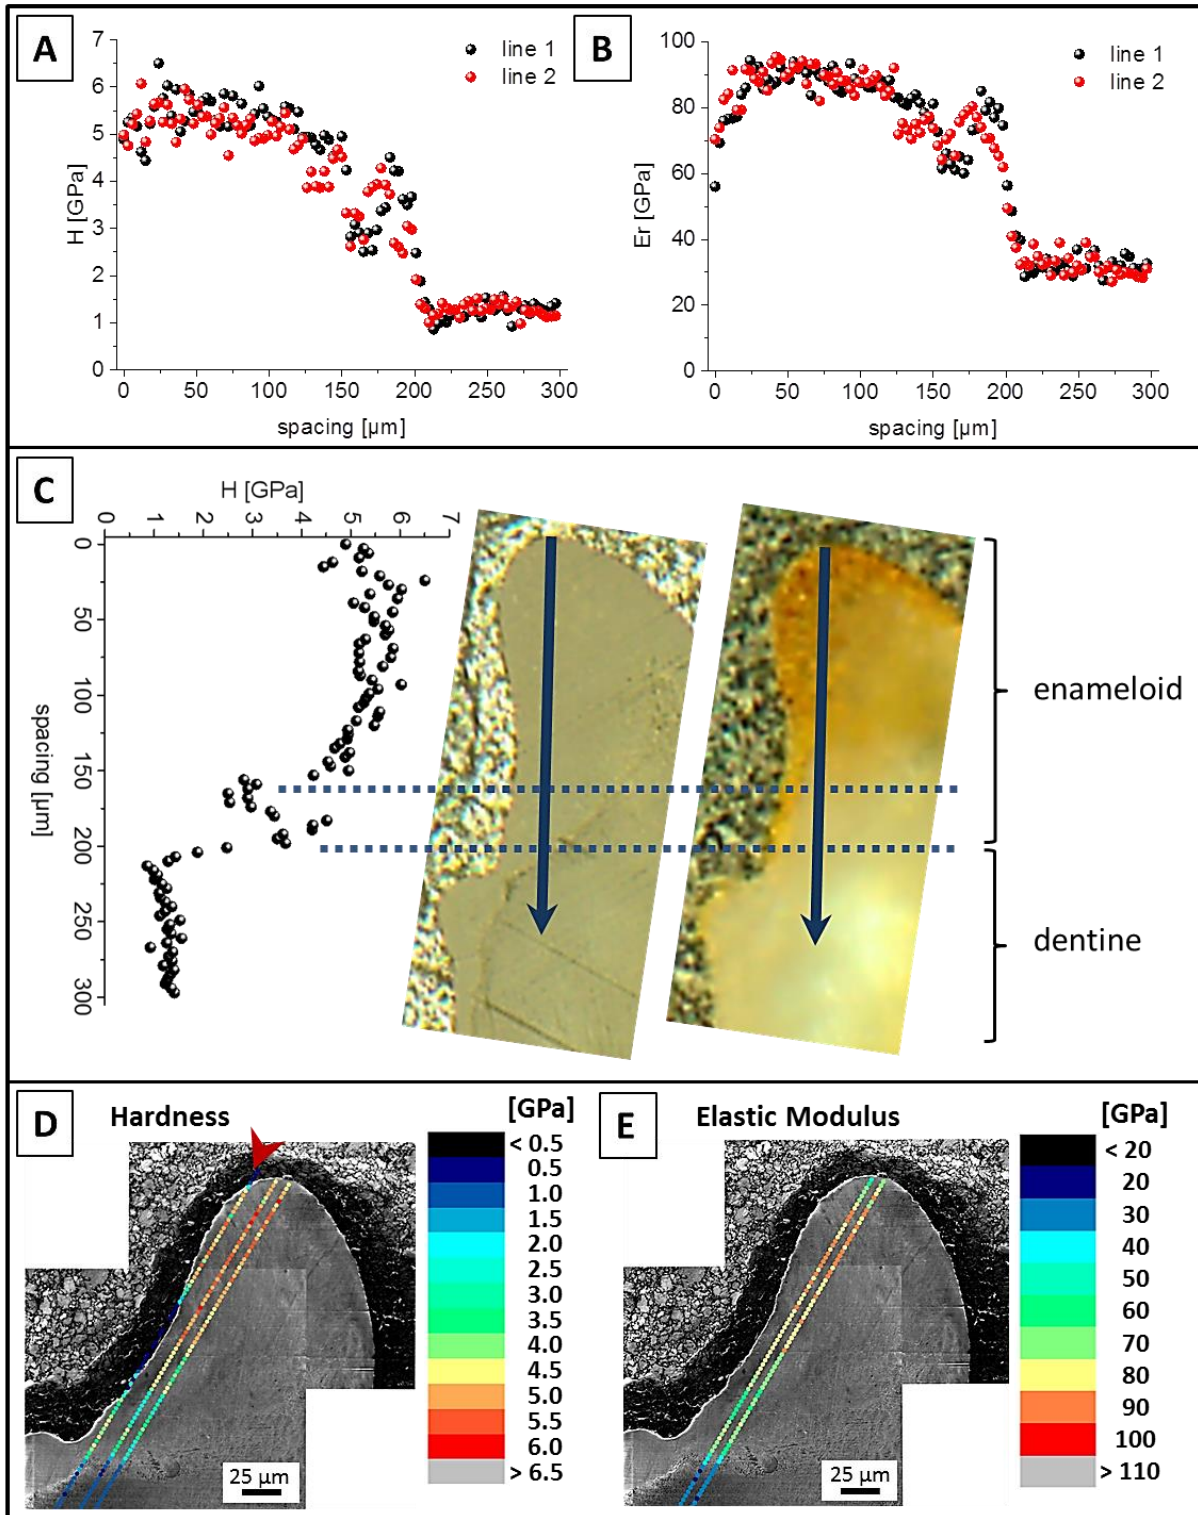 A
7
6
5
4
3
2
1
0
H [GPa]
0 50 100 150 200 250 300
spacing [µm]
line 1
line 2
B
100
80
60
40
20
0
Er [GPa]
0 50 100 150 200 250 300
spacing [µm]
line 1
line 2
C
H [GPa]
0 1 2 3 4 5 6 7
0
50
100
150
200
250
300
spacing [µm]
enameloid
dentine
D
Hardness
[GPa]
< 0.5
0.5
1.0
1.5
2.0
2.5
3.0
3.5
4.0
4.5
5.0
5.5
6.0
> 6.5
25 µm
E
Elastic Modulus
[GPa]
< 20
20
30
40
50
60
70
80
90
100
> 110
25 µm